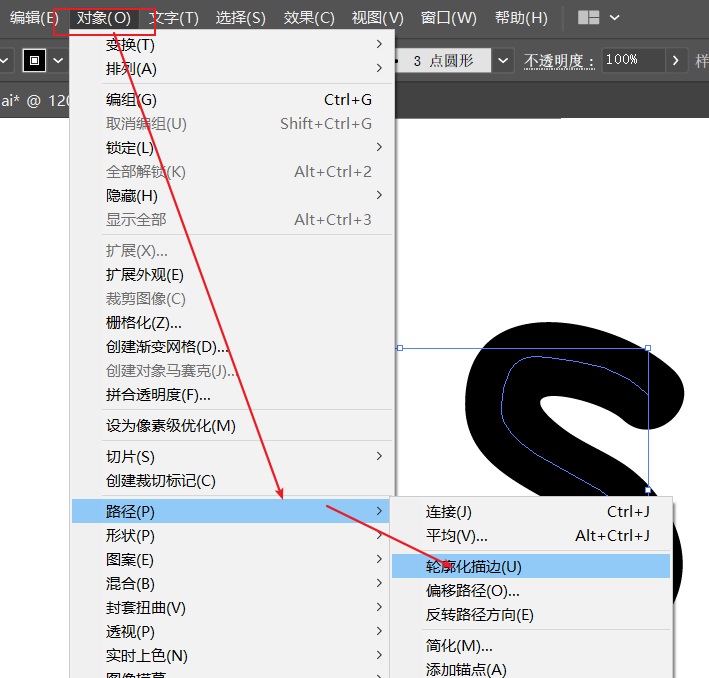 编辑(E) 对象(O) 文字(T) 选择(S) 效果(C) 视图(V) 窗口(W) 帮助(H)
3 点圆形 不透明度: 100% 样
ai* @ 120
变换(T)
排列(A)
编组(G) Ctrl+G
取消编组(U) Shift+Ctrl+G
锁定(L)
全部解锁(K) Alt+Ctrl+2
隐藏(H)
显示全部 Alt+Ctrl+3
扩展(X)...
扩展外观(E)
裁剪图像(C)
栅格化(Z)...
创建渐变网格(D)...
创建对象马赛克(J)...
拼合透明度(F)...
设为像素级优化(M)
切片(S)
创建裁切标记(C)
路径(P)
形状(P)
图案(E)
混合(B)
封套扭曲(V)
透视(P)
实时上色(N)
图像描摹
连接(J) Ctrl+J
平均(V)... Alt+Ctrl+J
轮廓化描边(U)
偏移路径(O)...
反转路径方向(E)
简化(M)...
添加锚点(A)